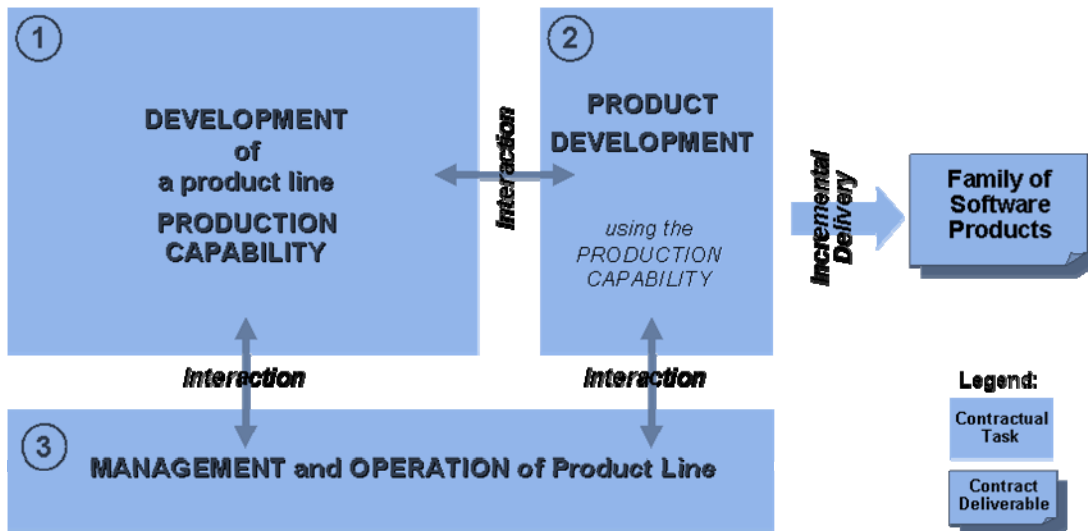 1
DEVELOPMENT
of
a product line
PRODUCTION
CAPABILITY
Interaction
2
PRODUCT
DEVELOPMENT
using the
PRODUCTION
CAPABILITY
Incremental
Delivery
Family of
Software
Products
Interaction
Interaction
3
MANAGEMENT and OPERATION of Product Line
Legend:
Contractual
Task
Contract
Deliverable